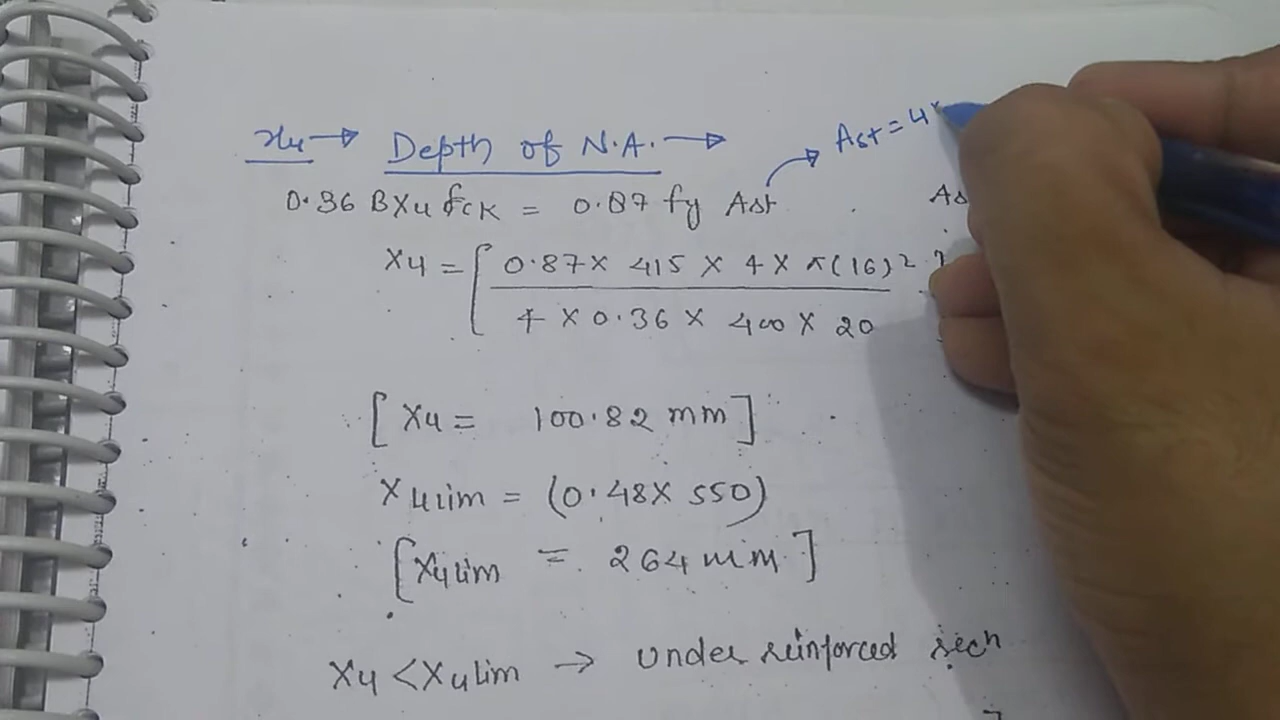 xu → Depth of N.A. →
Ast = 4×
0.36 B Xu fck = 0.87 fy Ast
As
Xu = [ 0.87 × 415 × 4 × π(16)²
4 × 0.36 × 400 × 20
[ Xu = 100.82 mm ]
Xulim = (0.48 × 550)
[ Xulim = 264 mm ]
Xu < Xulim → Under reinforced secn